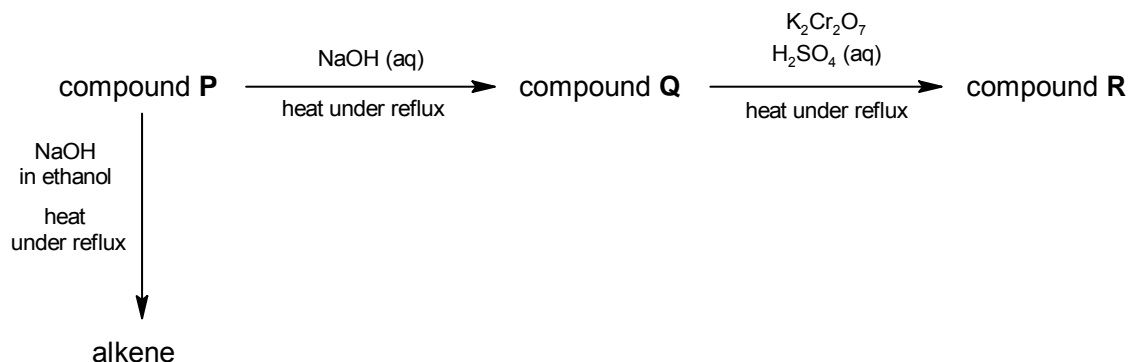 K₂Cr₂O₇
NaOH (aq)
H₂SO₄ (aq)
compound P
compound Q
compound R
heat under reflux
heat under reflux
NaOH
in ethanol
heat
under reflux
alkene